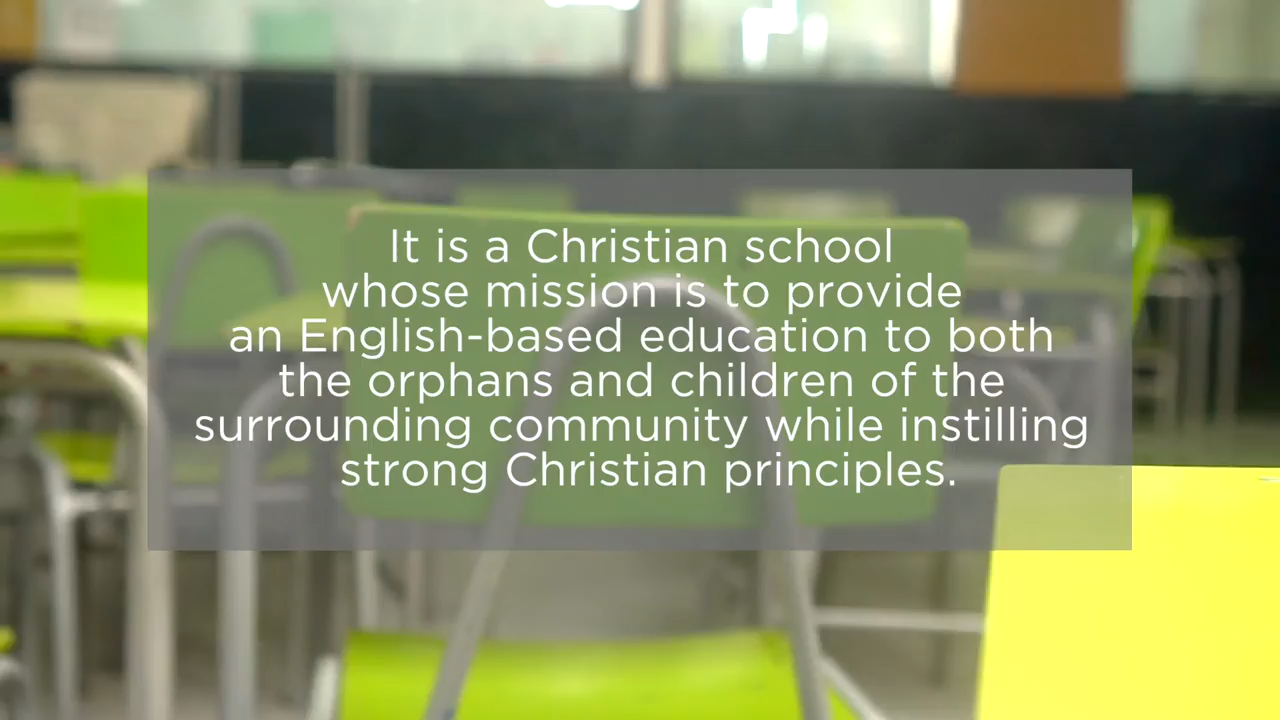 It is a Christian school
whose mission is to provide
an English-based education to both
the orphans and children of the
surrounding community while instilling
strong Christian principles.